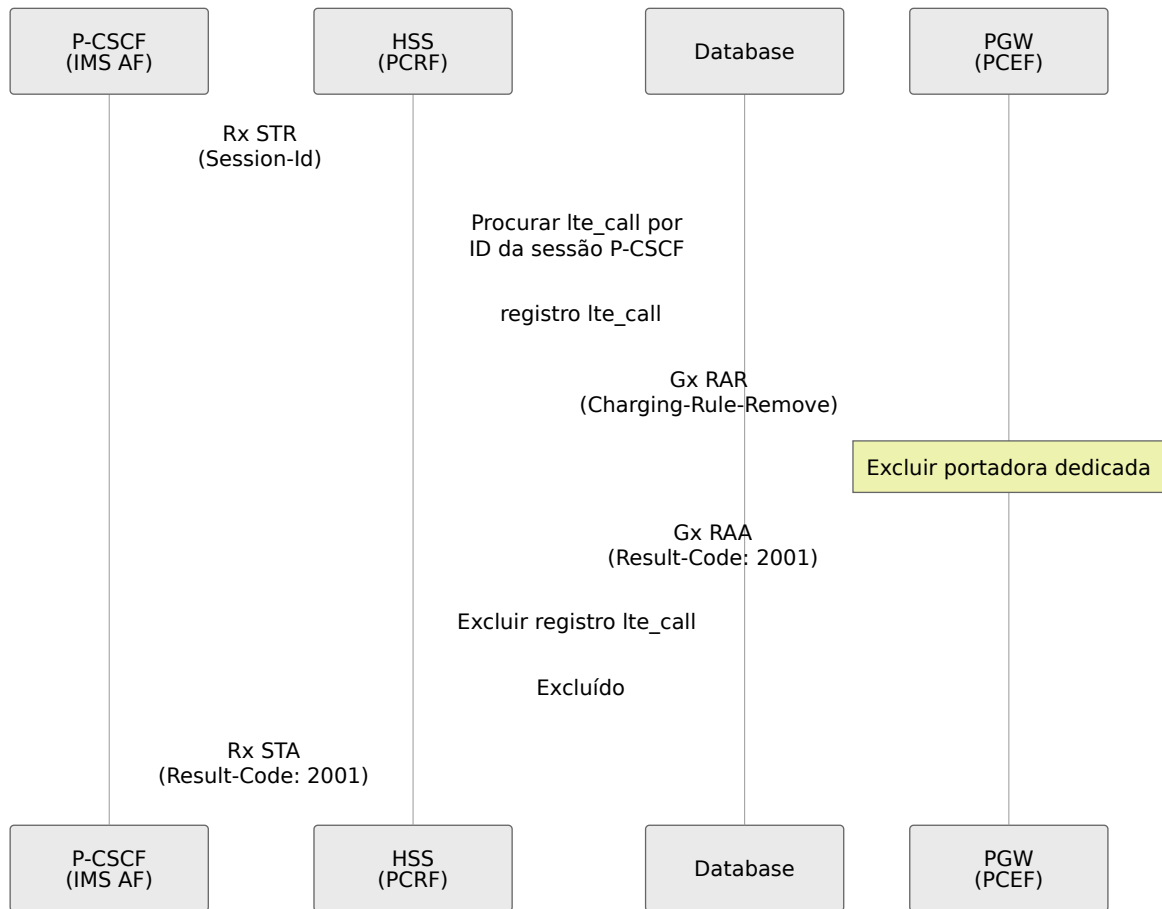 P-CSCF
(IMS AF)
HSS
(PCRF)
Database
PGW
(PCEF)
Rx STR
(Session-Id)
Procurar lte_call por
ID da sessão P-CSCF
registro lte_call
Gx RAR
(Charging-Rule-Remove)
Excluir portadora dedicada
Gx RAA
(Result-Code: 2001)
Excluir registro lte_call
Excluído
Rx STA
(Result-Code: 2001)
P-CSCF
(IMS AF)
HSS
(PCRF)
Database
PGW
(PCEF)